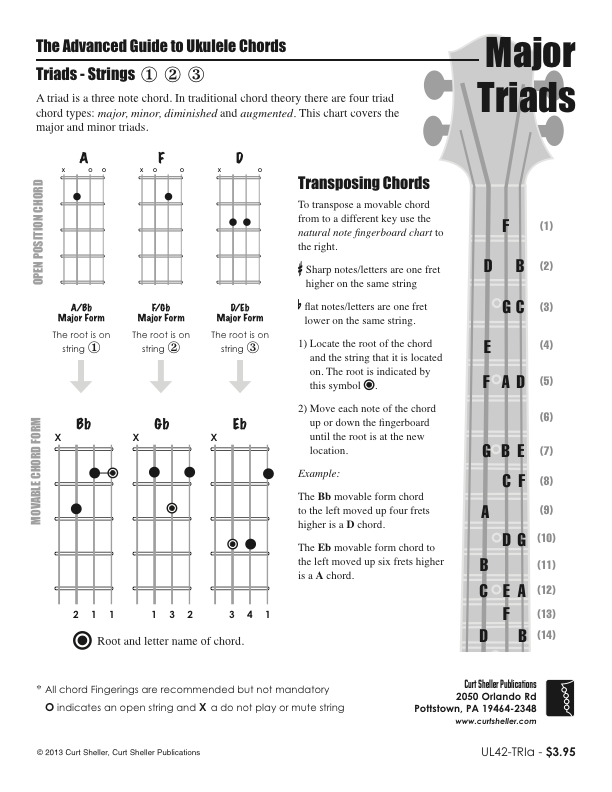 The Advanced Guide to Ukulele Chords
Major
Triads
Triads - Strings ① ② ③
A triad is a three note chord. In traditional chord theory there are four triad
chord types: major, minor, diminished and augmented. This chart covers the
major and minor triads.
OPEN POSITION CHORD
A F D
x o o x o o x o
A/Bb F/Gb D/Eb
Major Form Major Form Major Form
The root is on The root is on The root is on
string ① string ② string ③
MOVABLE CHORD FORM
Bb Gb Eb
X X X
2 1 1 1 3 2 3 4 1
Root and letter name of chord.
Transposing Chords
To transpose a movable chord
from to a different key use the
natural note fingerboard chart to
the right.
♯ Sharp notes/letters are one fret
higher on the same string
♭ flat notes/letters are one fret
lower on the same string.
1) Locate the root of the chord
and the string that it is located
on. The root is indicated by
this symbol ◉.
2) Move each note of the chord
up or down the fingerboard
until the root is at the new
location.
Example:
The Bb movable form chord
to the left moved up four frets
higher is a D chord.
The Eb movable form chord to
the left moved up six frets higher
is a A chord.
F (1)
D B (2)
G C (3)
E (4)
F A D (5)
(6)
G B E (7)
C F (8)
A (9)
D G (10)
B (11)
C E A (12)
F (13)
D B (14)
* All chord Fingerings are recommended but not mandatory
O indicates an open string and X a do not play or mute string
Curt Sheller Publications
2050 Orlando Rd
Pottstown, PA 19464-2348
www.curtsheller.com
© 2013 Curt Sheller, Curt Sheller Publications
UL42-TRIa - $3.95